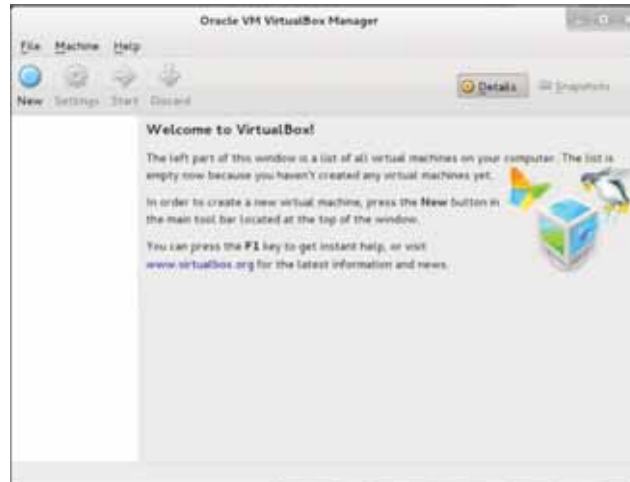 Oracle VM VirtualBox Manager
File Machine Help
New Settings Start Discard
Details Snapshots
Welcome to VirtualBox!
The left part of this window is a list of all virtual machines on your computer. The list is
empty now because you haven't created any virtual machines yet.
In order to create a new virtual machine, press the New button in
the main tool bar located at the top of the window.
You can press the F1 key to get instant help, or visit
www.virtualbox.org for the latest information and news.